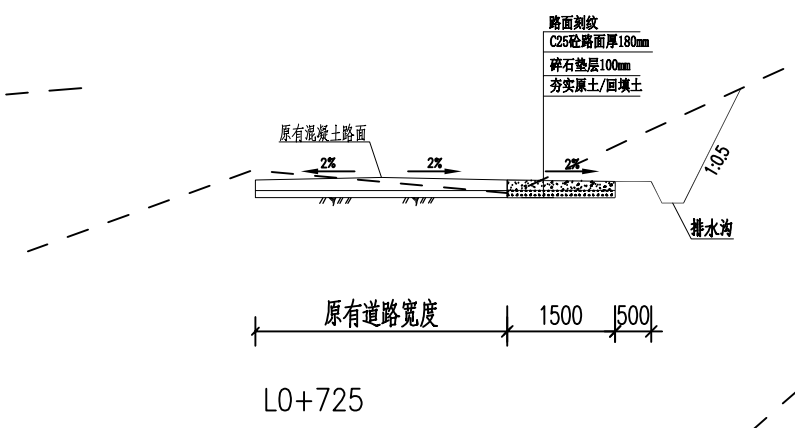 路面刻纹
C25砼路面厚180mm
碎石垫层100mm
夯实原土/回填土
原有混凝土路面
2%
2%
2%
1:0.5
排水沟
原有道路宽度
1500
500
L0+725